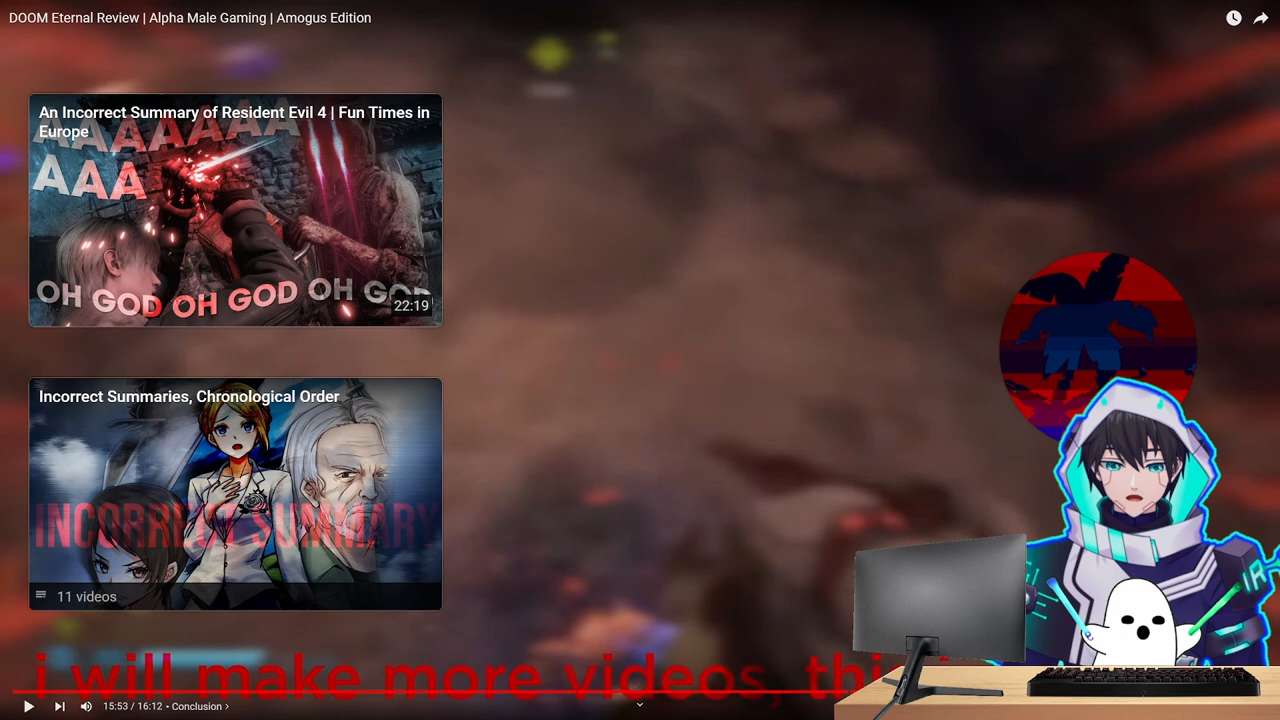 DOOM Eternal Review | Alpha Male Gaming | Amogus Edition
An Incorrect Summary of Resident Evil 4 | Fun Times in
Europe
AAAAAAAA
AAA
OH GOD OH GOD OH GOD
22:19
Incorrect Summaries, Chronological Order
INCORRECT SUMMARY
11 videos
i will make more videos,
15:53 / 16:12 • Conclusion ›